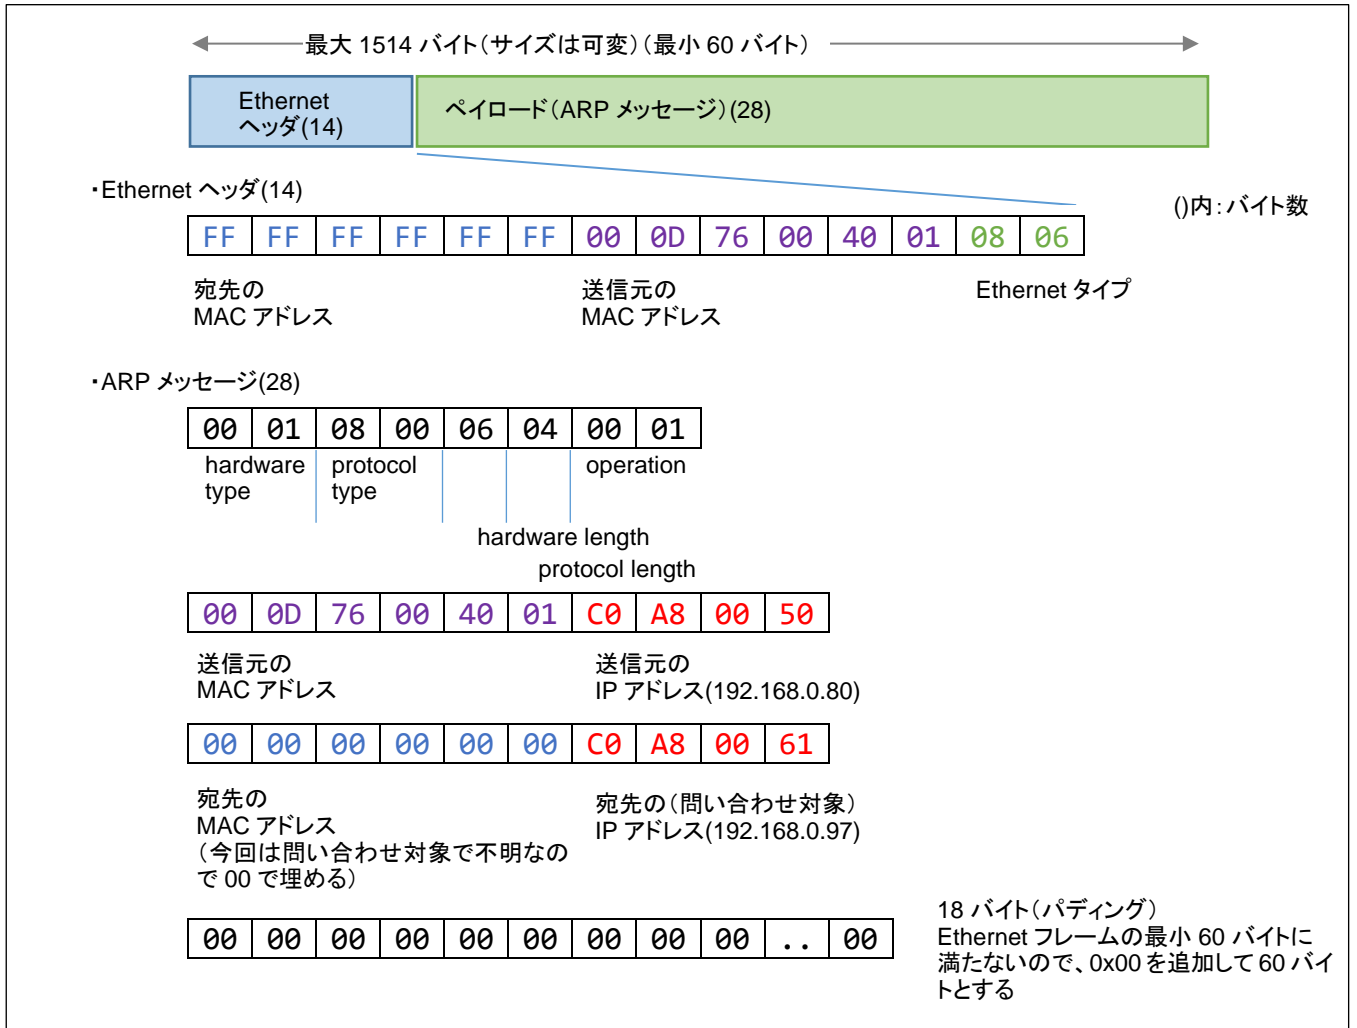 最大 1514 バイト(サイズは可変)(最小 60 バイト)
Ethernet
ヘッダ(14)
ペイロード(ARP メッセージ)(28)
・Ethernet ヘッダ(14)
()内:バイト数
FF FF FF FF FF FF 00 0D 76 00 40 01 08 06
宛先の
MAC アドレス
送信元の
MAC アドレス
Ethernet タイプ
・ARP メッセージ(28)
00 01 08 00 06 04 00 01
hardware
type
protocol
type
operation
hardware length
protocol length
00 0D 76 00 40 01 C0 A8 00 50
送信元の
MAC アドレス
送信元の
IP アドレス(192.168.0.80)
00 00 00 00 00 00 C0 A8 00 61
宛先の
MAC アドレス
(今回は問い合わせ対象で不明なの
で 00 で埋める)
宛先の(問い合わせ対象)
IP アドレス(192.168.0.97)
00 00 00 00 00 00 00 00 00 .. 00
18 バイト(パディング)
Ethernet フレームの最小 60 バイトに
満たないので、0x00 を追加して 60 バイ
トとする